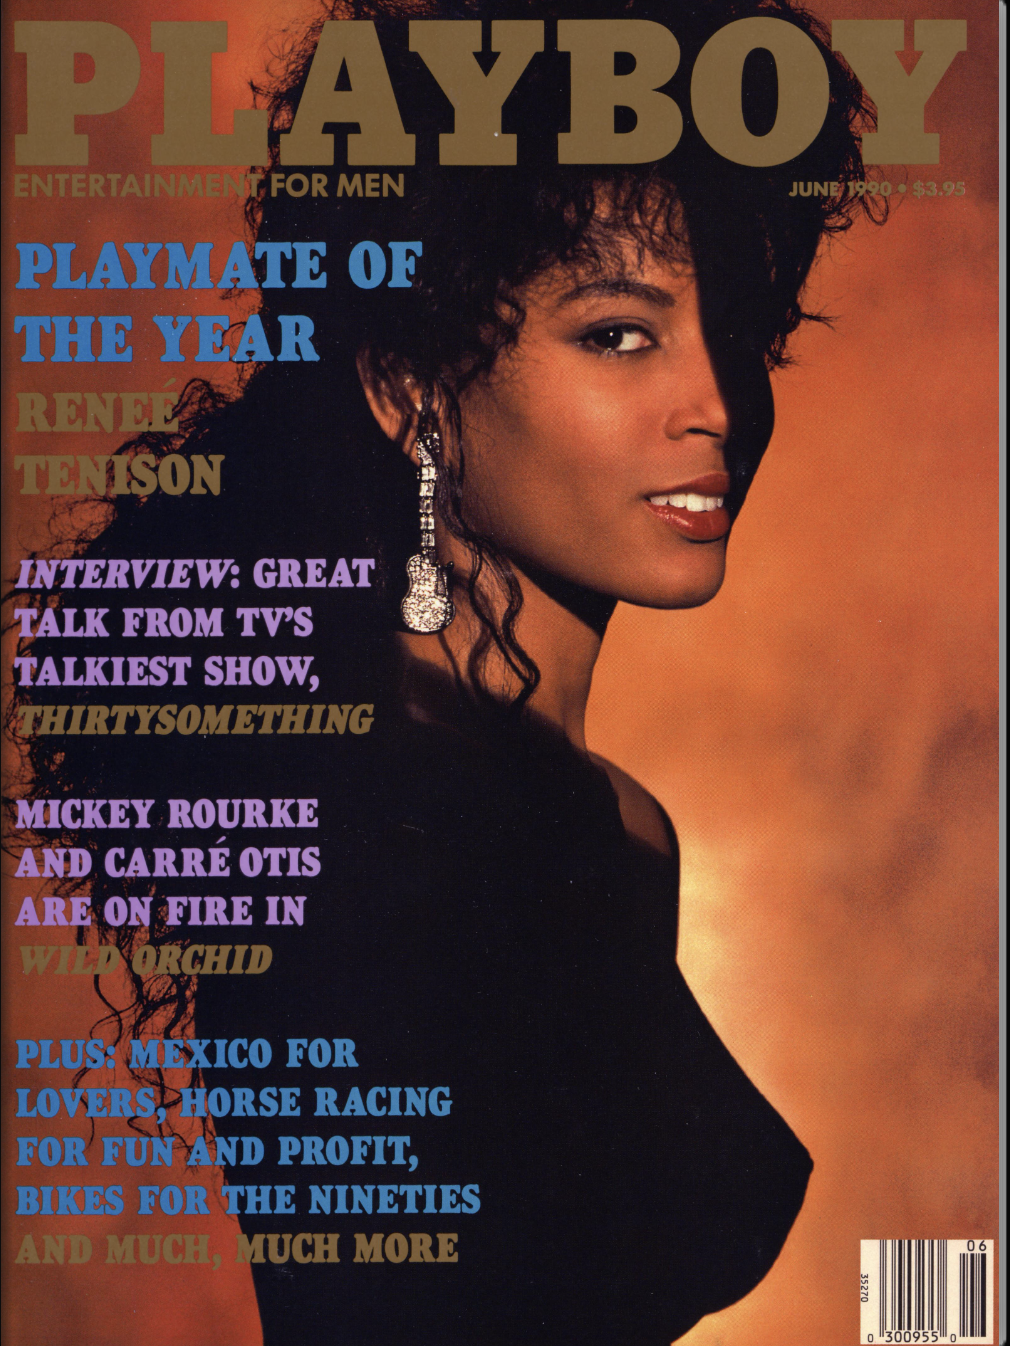 PLAYBOY
ENTERTAINMENT FOR MEN
JUNE 1990 • $3.95
PLAYMATE OF
THE YEAR
RENEÉ
TENISON
INTERVIEW: GREAT
TALK FROM TV'S
TALKIEST SHOW,
THIRTYSOMETHING
MICKEY ROURKE
AND CARRÉ OTIS
ARE ON FIRE IN
WILD ORCHID
PLUS: MEXICO FOR
LOVERS, HORSE RACING
FOR FUN AND PROFIT,
BIKES FOR THE NINETIES
AND MUCH, MUCH MORE
06
35270
0 300955 0